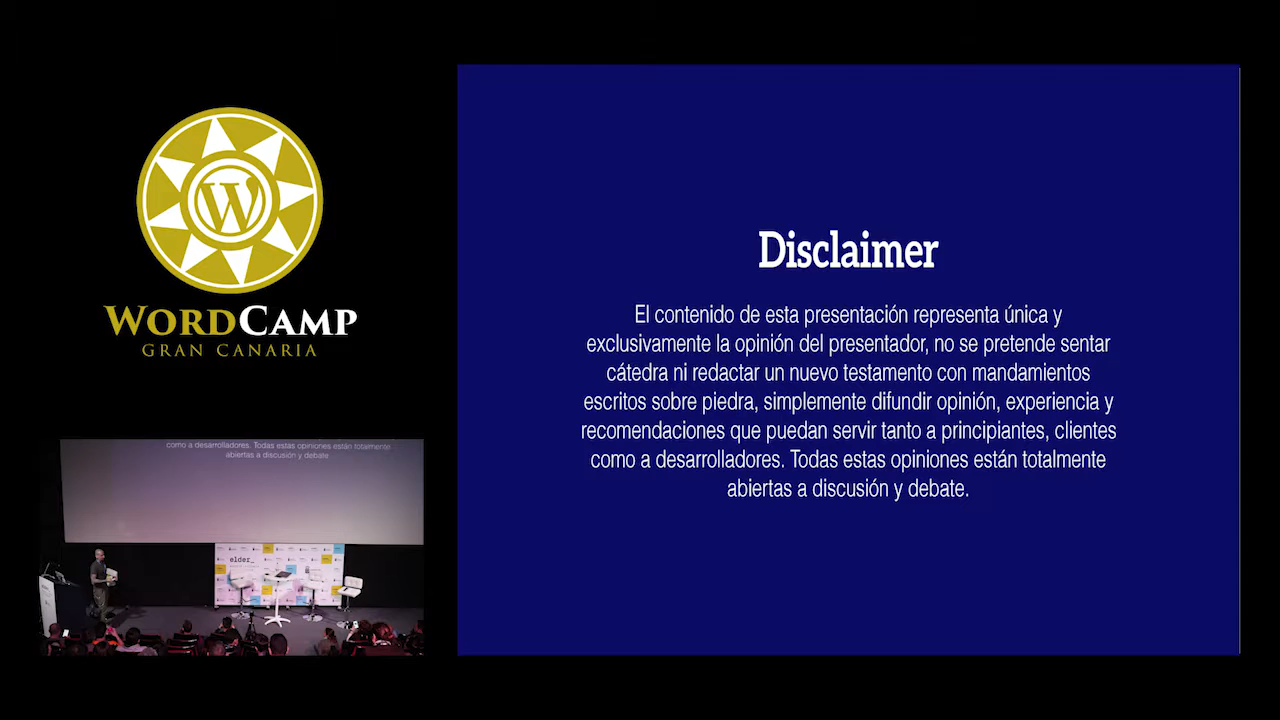 W
WORDCAMP
GRAN CANARIA
Disclaimer
El contenido de esta presentación representa única y
exclusivamente la opinión del presentador, no se pretende sentar
cátedra ni redactar un nuevo testamento con mandamientos
escritos sobre piedra, simplemente difundir opinión, experiencia y
recomendaciones que puedan servir tanto a principiantes, clientes
como a desarrolladores. Todas estas opiniones están totalmente
abiertas a discusión y debate.
como a desarrolladores. Todas estas opiniones están totalmente
abiertas a discusión y debate
elder_